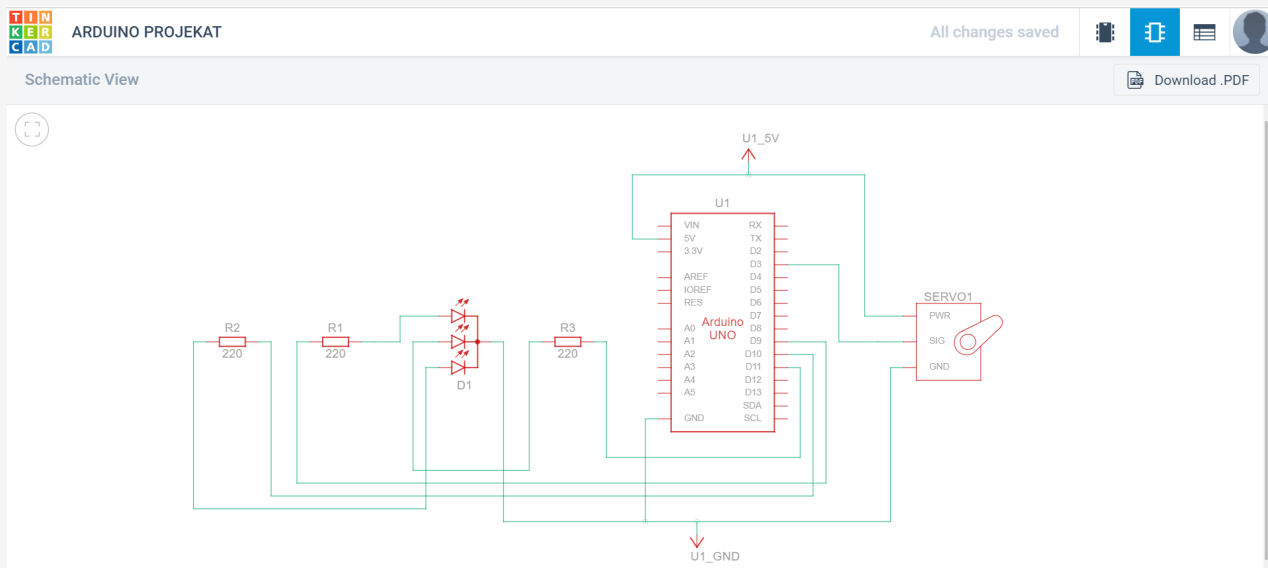 TIN
KER
CAD
ARDUINO PROJEKAT
All changes saved
Schematic View
PDF
Download .PDF
U1_5V
U1
VIN RX
5V TX
3.3V D2
D3
AREF D4
IOREF D5
RES D6
D7
A0 D8
A1 D9
A2 D10
A3 D11
A4 D12
A5 D13
SDA
GND SCL
Arduino
UNO
SERVO1
PWR
SIG
GND
R2
220
R1
220
D1
R3
220
U1_GND